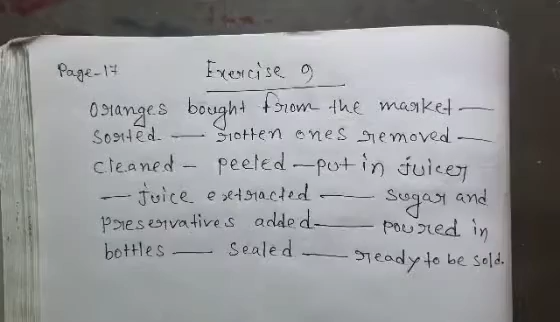 Page-17 Exercise 9
Oranges bought from the market —
Sorted. — rotten ones removed —
Cleaned - peeled - put in juicer
— juice extracted — sugar and
Preservatives added — poured in
bottles — Sealed — ready to be sold.